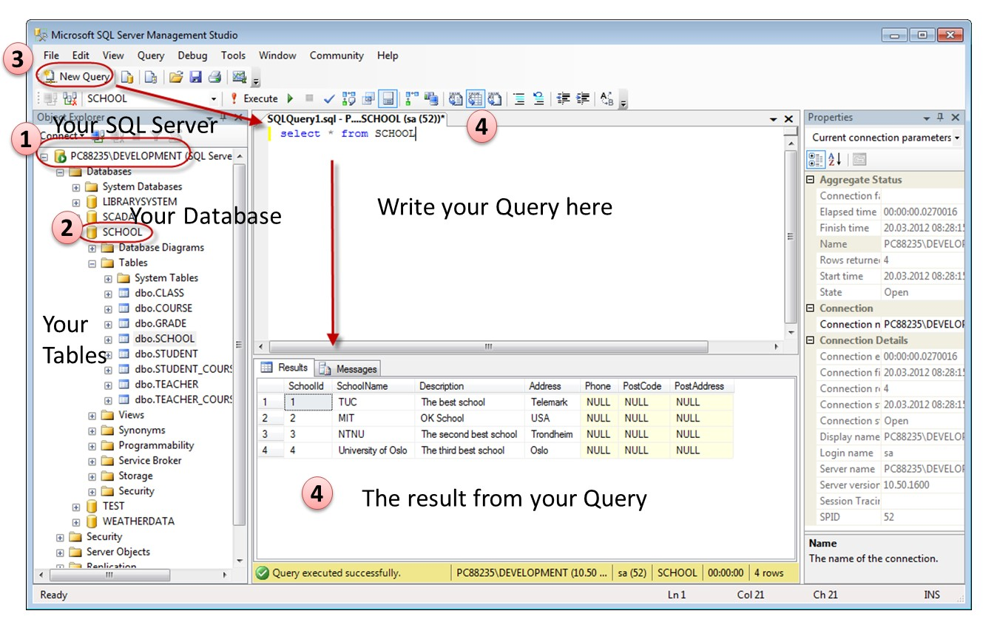 Microsoft SQL Server Management Studio
File Edit View Query Debug Tools Window Community Help
3
New Query
SCHOOL Execute
Object Explorer
Your SQL Server
Connect
1
PC88235\DEVELOPMENT (SQL Serve
Databases
System Databases
LIBRARYSYSTEM
SCADA
Your Database
2
SCHOOL
Database Diagrams
Tables
System Tables
dbo.CLASS
dbo.COURSE
dbo.GRADE
dbo.SCHOOL
dbo.STUDENT
dbo.STUDENT_COURS
dbo.TEACHER
dbo.TEACHER_COURS
Your
Tables
Views
Synonyms
Programmability
Service Broker
Storage
Security
TEST
WEATHERDATA
Security
Server Objects
Replication
SQLQuery1.sql - P....SCHOOL (sa (52))*
4
select * from SCHOOL
Write your Query here
Results Messages
SchoolId SchoolName Description Address Phone PostCode PostAddress
1 1 TUC The best school Telemark NULL NULL NULL
2 2 MIT OK School USA NULL NULL NULL
3 3 NTNU The second best school Trondheim NULL NULL NULL
4 4 University of Oslo The third best school Oslo NULL NULL NULL
4
The result from your Query
Query executed successfully. PC88235\DEVELOPMENT (10.50 ... sa (52) SCHOOL 00:00:00 4 rows
Properties
Current connection parameters
Aggregate Status
Connection fa
Elapsed time 00:00:00.0270016
Finish time 20.03.2012 08:28:1
Name PC88235\DEVELOP
Rows returne 4
Start time 20.03.2012 08:28:1
State Open
Connection
Connection n PC88235\DEVELOP
Connection Details
Connection e 00:00:00.0270016
Connection fi 20.03.2012 08:28:1
Connection r 4
Connection s 20.03.2012 08:28:1
Connection s Open
Display name PC88235\DEVELOP
Login name sa
Server name PC88235\DEVELOP
Server version 10.50.1600
Session Tracin
SPID 52
Name
The name of the connection.
Ready Ln 1 Col 21 Ch 21 INS